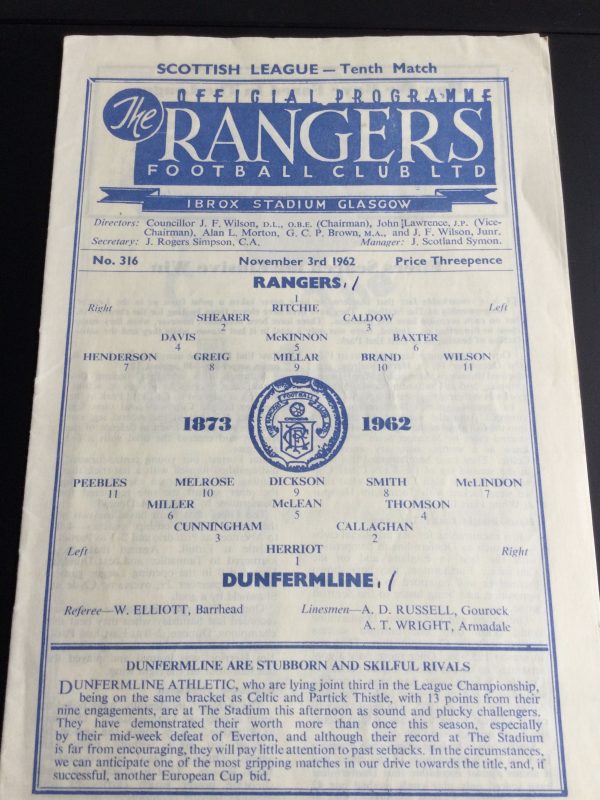 SCOTTISH LEAGUE — Tenth Match
OFFICIAL PROGRAMME
The RANGERS
FOOTBALL CLUB LTD
IBROX STADIUM GLASGOW
Directors: Councillor J. F. Wilson, D.L., O.B.E. (Chairman), John Lawrence, J.P. (Vice-
Chairman), Alan L. Morton, G. C. P. Brown, M.A., and J. F. Wilson, Junr.
Secretary: J. Rogers Simpson, C.A. Manager: J. Scotland Symon.
No. 316 November 3rd 1962 Price Threepence
RANGERS, 1
1
Right RITCHIE Left
SHEARER CALDOW
2 3
DAVIS McKINNON BAXTER
4 5 6
HENDERSON GREIG MILLAR BRAND WILSON
7 8 9 10 11
1873 1962
PEEBLES MELROSE DICKSON SMITH McLINDON
11 10 9 8 7
MILLER McLEAN THOMSON
6 5 4
CUNNINGHAM CALLAGHAN
3 2
Left HERRIOT Right
1
DUNFERMLINE, 1
Referee—W. ELLIOTT, Barrhead Linesmen—A. D. RUSSELL, Gourock
A. T. WRIGHT, Armadale
DUNFERMLINE ARE STUBBORN AND SKILFUL RIVALS
DUNFERMLINE ATHLETIC, who are lying joint third in the League Championship,
being on the same bracket as Celtic and Partick Thistle, with 13 points from their
nine engagements, are at The Stadium this afternoon as sound and plucky challengers.
They have demonstrated their worth more than once this season, especially
by their mid-week defeat of Everton, and although their record at The Stadium
is far from encouraging, they will pay little attention to past setbacks. In the circumstances,
we can anticipate one of the most gripping matches in our drive towards the title, and, if
successful, another European Cup bid.